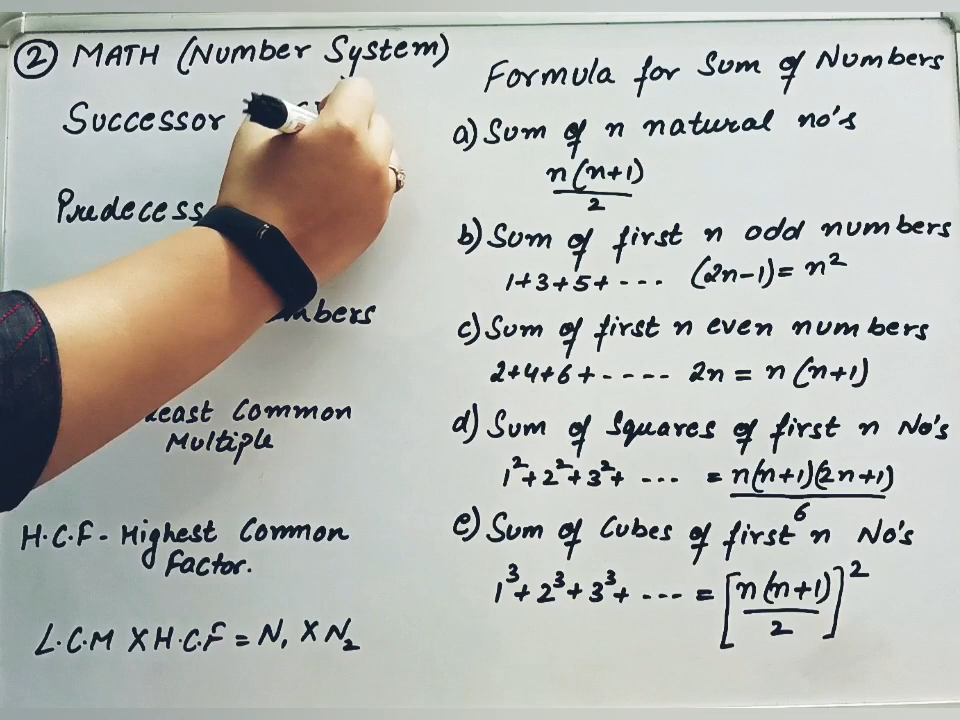 ② MATH (Number System)
Successor
Predecess
mbers
Least Common
Multiple
H.C.F - Highest Common
Factor.
L.C.M X H.C.F = N₁ X N₂
Formula for Sum of Numbers
a) Sum of n natural no's
n(n+1)
2
b) Sum of first n odd numbers
1+3+5+ --- (2n-1) = n²
c) Sum of first n even numbers
2+4+6+ ---- 2n = n(n+1)
d) Sum of Squares of first n No's
1²+2²+3²+ --- = n(n+1)(2n+1)
6
e) Sum of Cubes of first n No's
1³+2³+3³+ --- = [n(n+1)]²
2